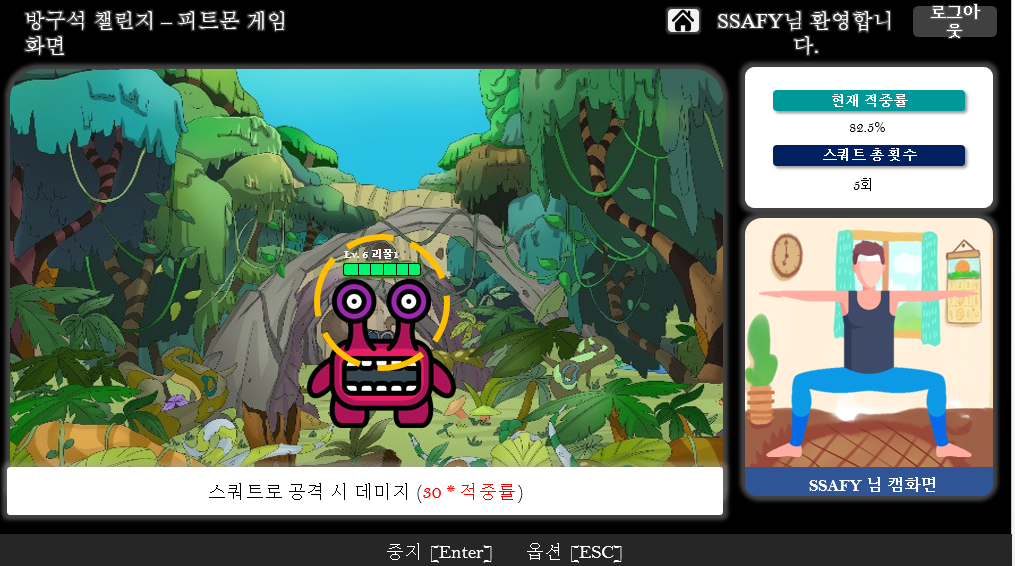 방구석 챌린지 – 피트몬 게임
화면
SSAFY님 환영합니
다.
로그아
웃
현재 적중률
82.5%
스쿼트 총 횟수
5회
Lv. 6 괴물1
스쿼트로 공격 시 데미지 (30 * 적중률)
SSAFY 님 캠화면
중지 [Enter] 옵션 [ESC]